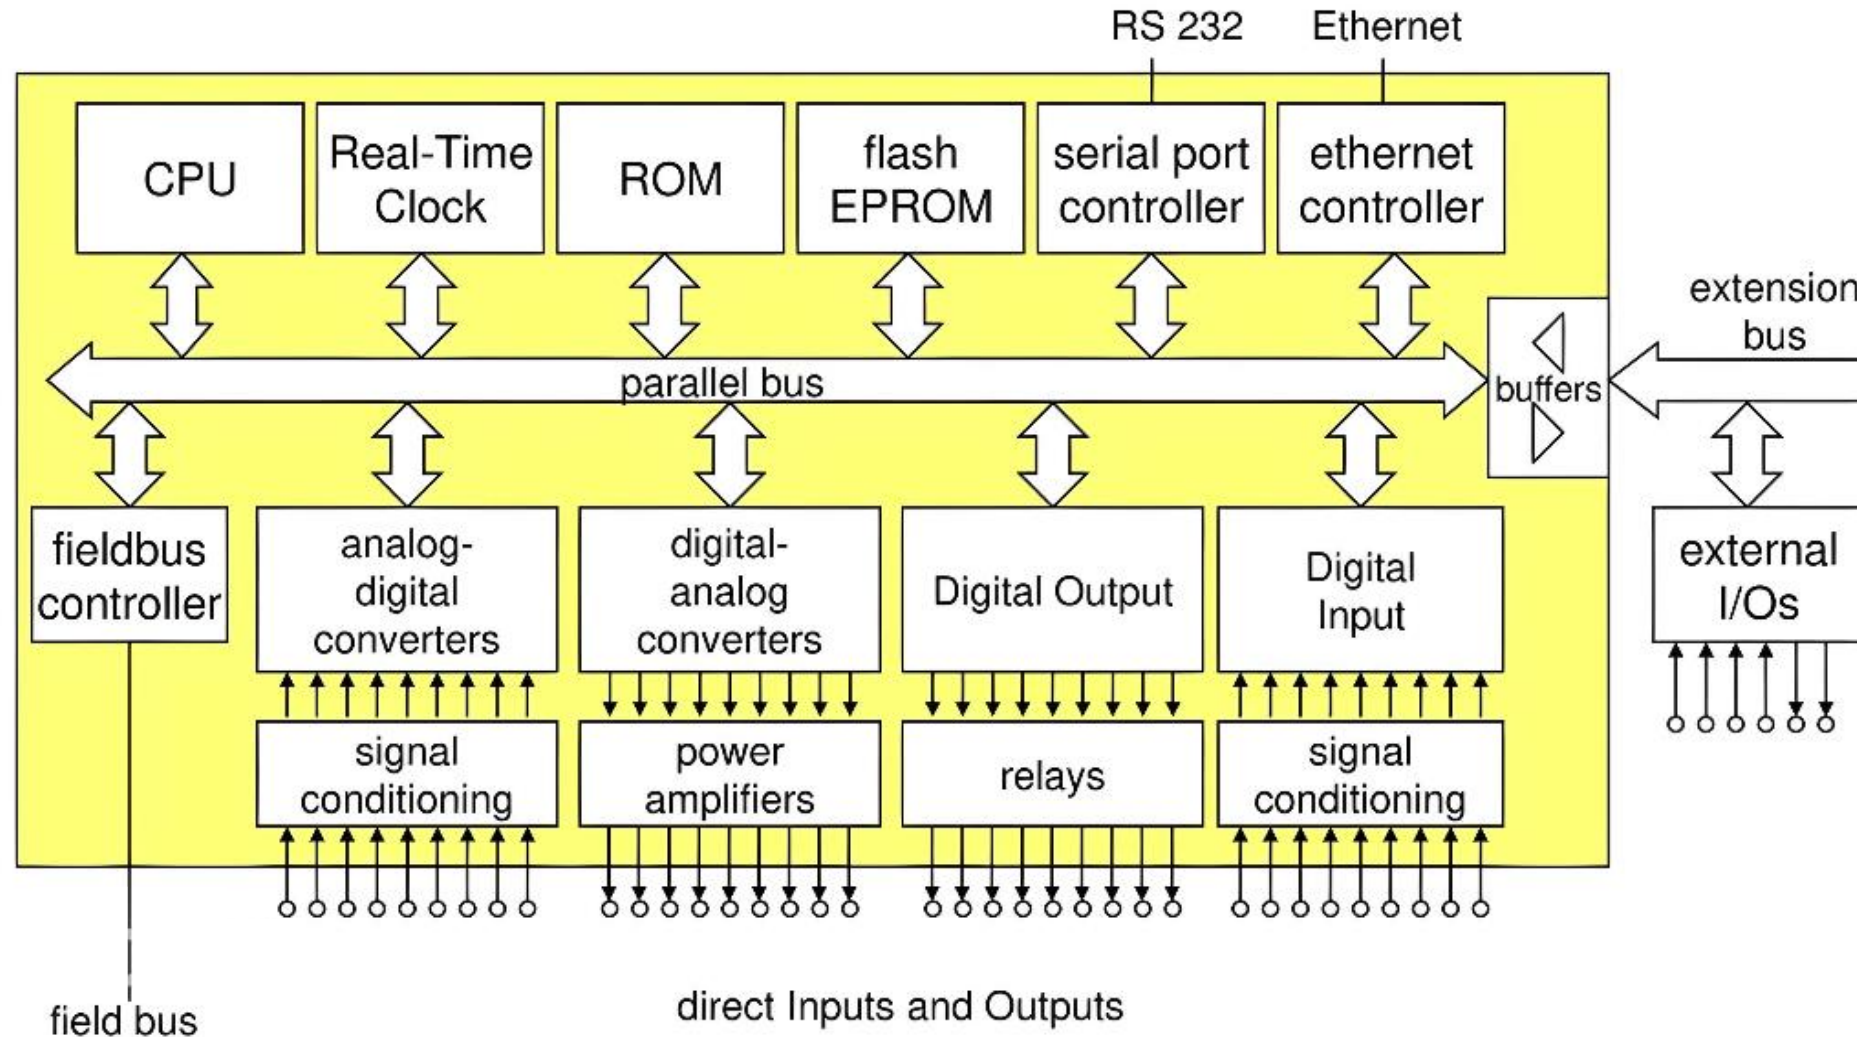 RS 232
Ethernet
CPU
Real-Time
Clock
ROM
flash
EPROM
serial port
controller
ethernet
controller
extension
bus
parallel bus
buffers
fieldbus
controller
analog-
digital
converters
digital-
analog
converters
Digital Output
Digital
Input
external
I/Os
signal
conditioning
power
amplifiers
relays
signal
conditioning
direct Inputs and Outputs
field bus